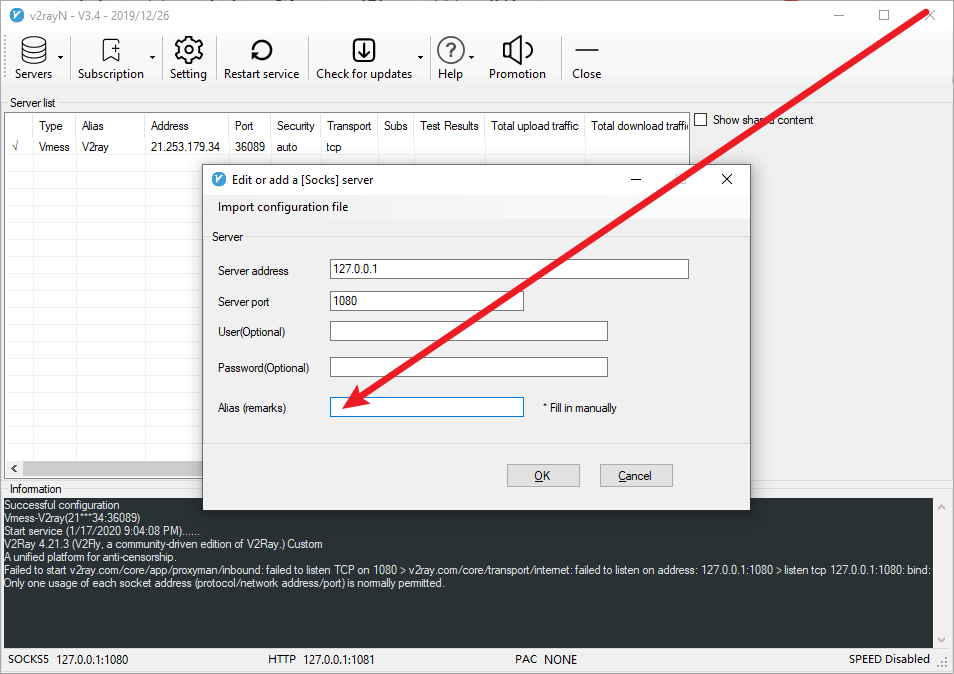 v2rayN - V3.4 - 2019/12/26
Servers Subscription Setting Restart service Check for updates Help Promotion Close
Server list
Type Alias Address Port Security Transport Subs Test Results Total upload traffic Total download traffi
√ Vmess V2ray 21.253.179.34 36089 auto tcp
Show shared content
Edit or add a [Socks] server
Import configuration file
Server
Server address 127.0.0.1
Server port 1080
User(Optional)
Password(Optional)
Alias (remarks) * Fill in manually
OK Cancel
Information
Successful configuration
Vmess-V2ray(21***34:36089)
Start service (1/17/2020 9:04:08 PM)......
V2Ray 4.21.3 (V2Fly, a community-driven edition of V2Ray.) Custom
A unified platform for anti-censorship.
Failed to start v2ray.com/core/app/proxyman/inbound: failed to listen TCP on 1080 > v2ray.com/core/transport/internet: failed to listen on address: 127.0.0.1:1080 > listen tcp 127.0.0.1:1080: bind:
Only one usage of each socket address (protocol/network address/port) is normally permitted.
SOCKS5 127.0.0.1:1080 HTTP 127.0.0.1:1081 PAC NONE SPEED Disabled